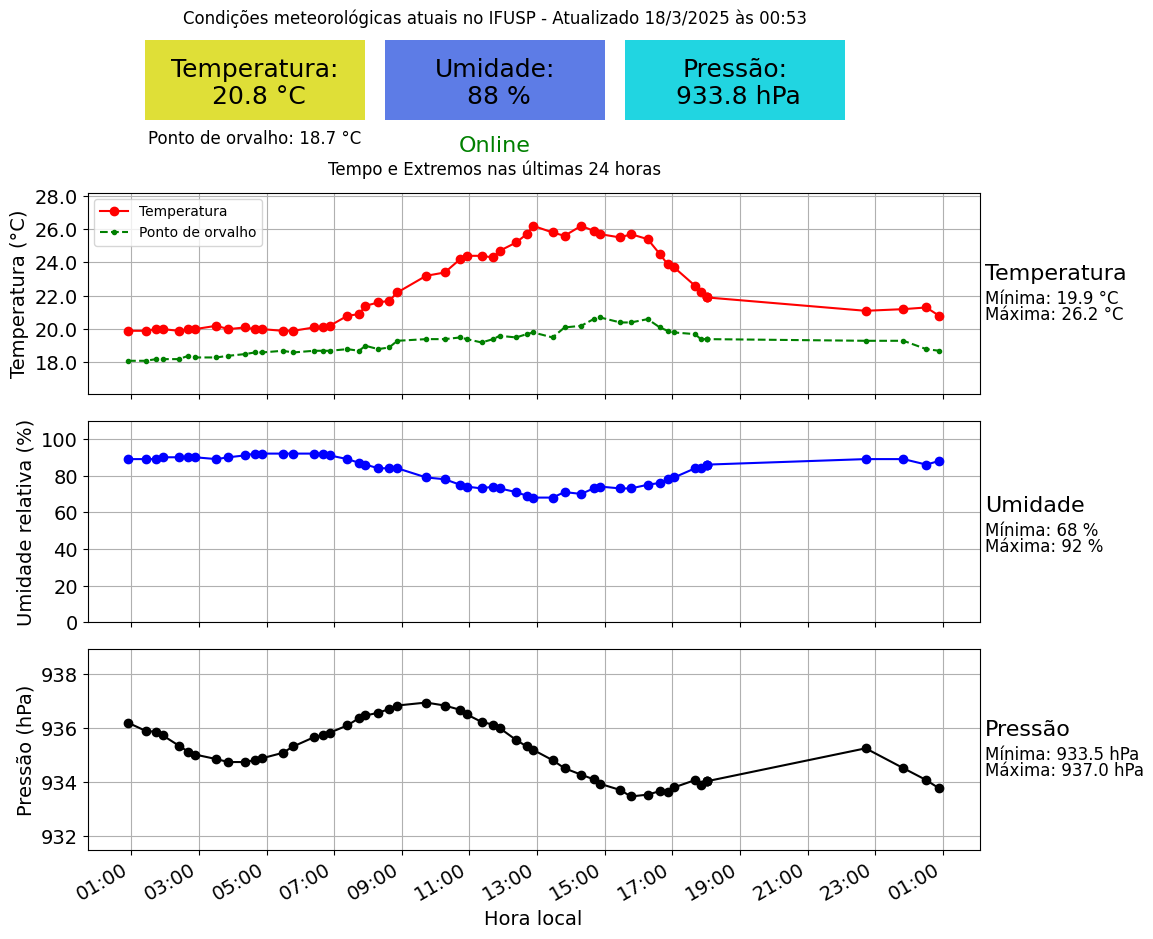 Condições meteorológicas atuais no IFUSP - Atualizado 18/3/2025 às 00:53
Temperatura:
20.8 °C
Umidade:
88 %
Pressão:
933.8 hPa
Ponto de orvalho: 18.7 °C
Online
Tempo e Extremos nas últimas 24 horas
Temperatura (°C)
28.0
26.0
24.0
22.0
20.0
18.0
Temperatura
Ponto de orvalho
Temperatura
Mínima: 19.9 °C
Máxima: 26.2 °C
Umidade relativa (%)
100
80
60
40
20
0
Umidade
Mínima: 68 %
Máxima: 92 %
Pressão (hPa)
938
936
934
932
Pressão
Mínima: 933.5 hPa
Máxima: 937.0 hPa
01:00 03:00 05:00 07:00 09:00 11:00 13:00 15:00 17:00 19:00 21:00 23:00 01:00
Hora local